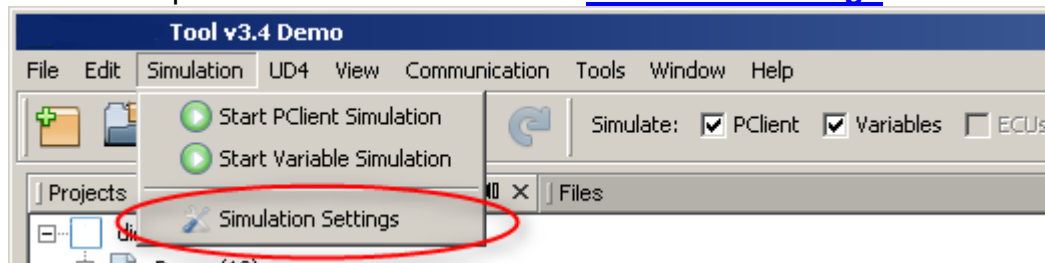 Tool v3.4 Demo
File Edit Simulation UD4 View Communication Tools Window Help
Start PClient Simulation
Simulate: PClient Variables ECUs
Start Variable Simulation
Projects
Files
Simulation Settings